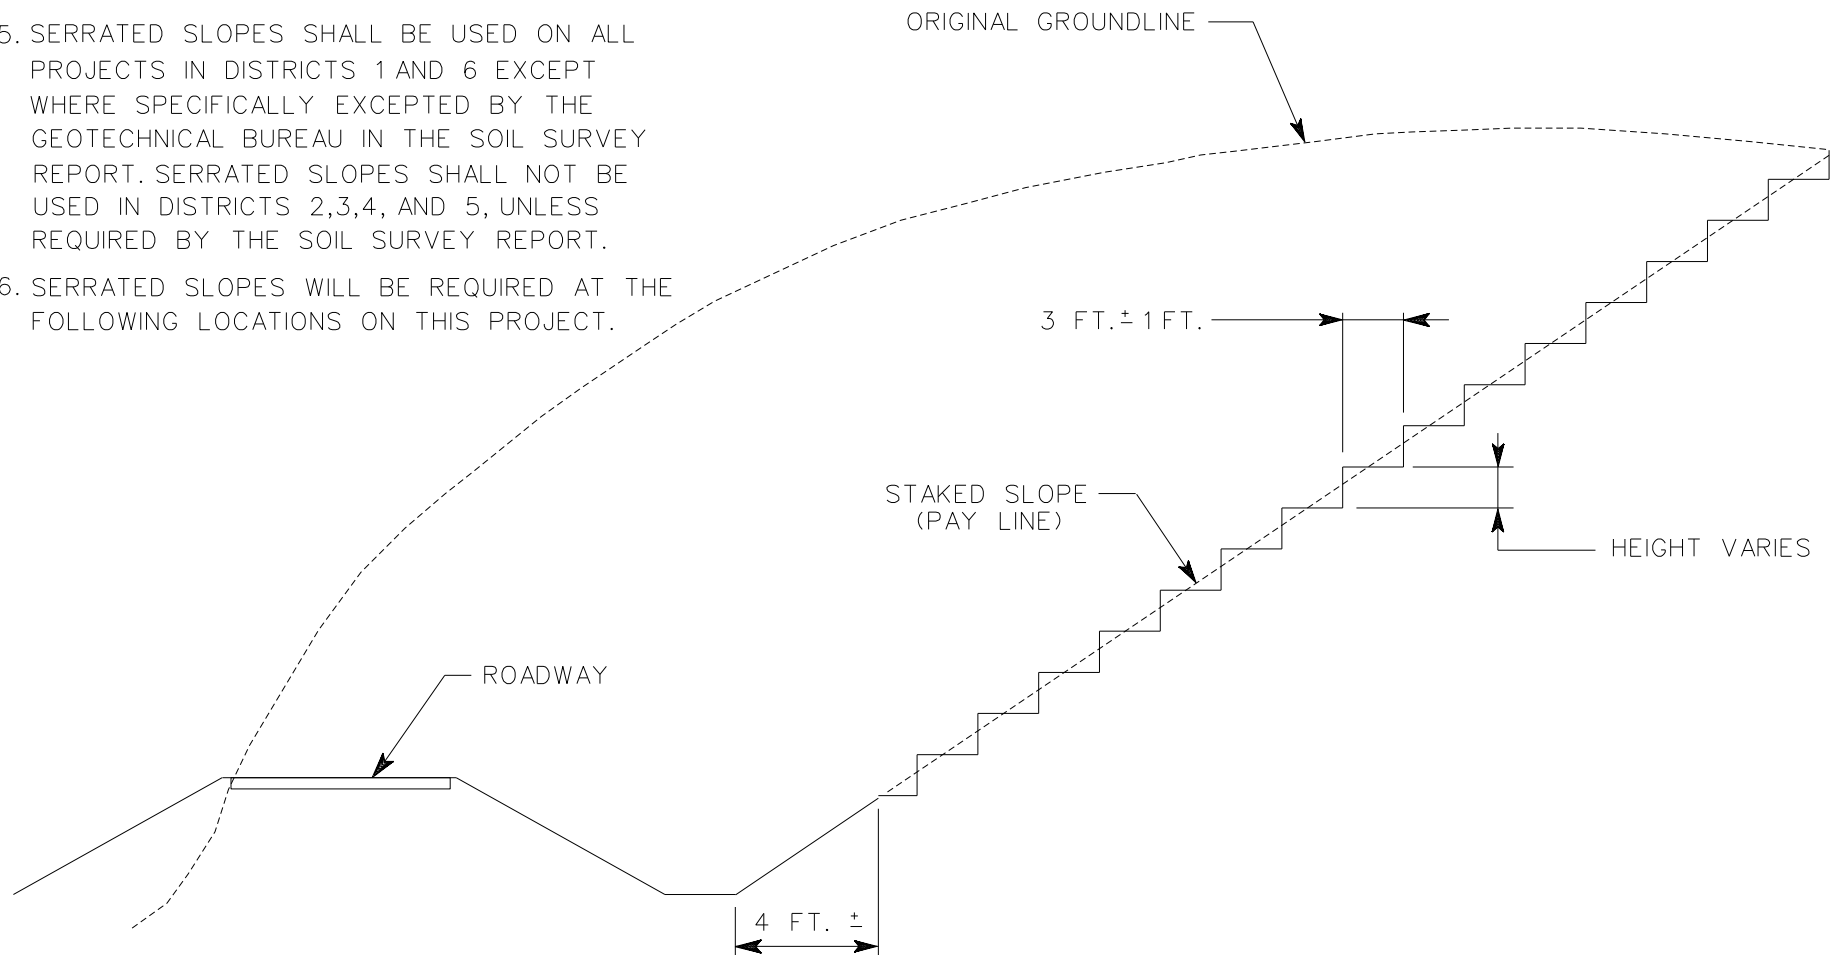 5. SERRATED SLOPES SHALL BE USED ON ALL
PROJECTS IN DISTRICTS 1 AND 6 EXCEPT
WHERE SPECIFICALLY EXCEPTED BY THE
GEOTECHNICAL BUREAU IN THE SOIL SURVEY
REPORT. SERRATED SLOPES SHALL NOT BE
USED IN DISTRICTS 2,3,4, AND 5, UNLESS
REQUIRED BY THE SOIL SURVEY REPORT.
6. SERRATED SLOPES WILL BE REQUIRED AT THE
FOLLOWING LOCATIONS ON THIS PROJECT.
ORIGINAL GROUNDLINE
3 FT.± 1 FT.
STAKED SLOPE
(PAY LINE)
HEIGHT VARIES
ROADWAY
4 FT. ±